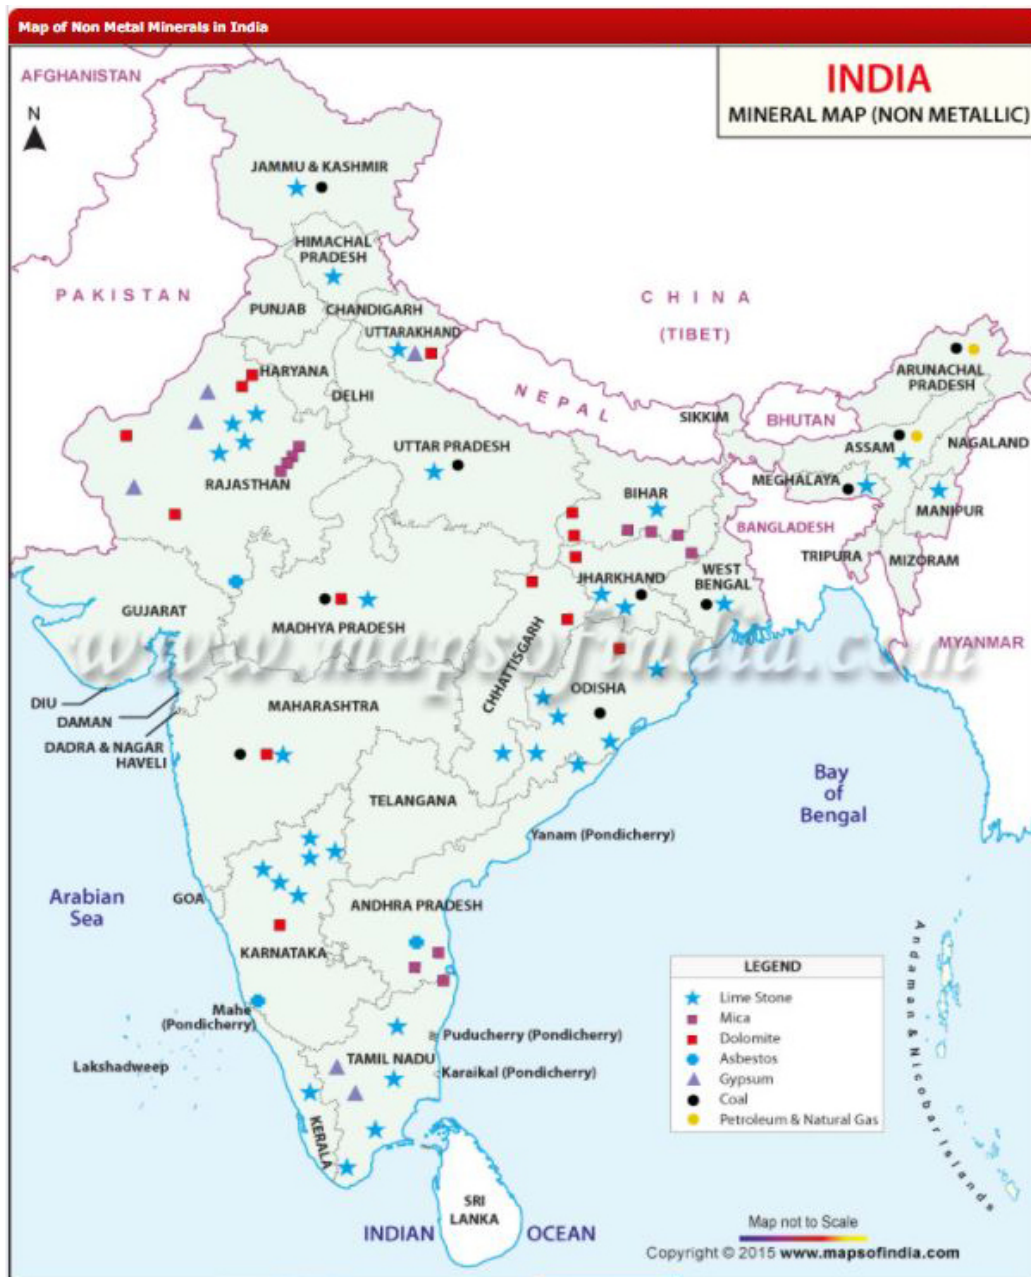 Map of Non Metal Minerals in India
INDIA
MINERAL MAP (NON METALLIC)
AFGHANISTAN
N
JAMMU & KASHMIR
HIMACHAL
PRADESH
PAKISTAN
CHINA
(TIBET)
PUNJAB
CHANDIGARH
UTTARAKHAND
HARYANA
DELHI
NEPAL
SIKKIM
BHUTAN
ARUNACHAL
PRADESH
UTTAR PRADESH
ASSAM
NAGALAND
RAJASTHAN
BIHAR
MEGHALAYA
MANIPUR
BANGLADESH
TRIPURA
MIZORAM
JHARKHAND
WEST
BENGAL
GUJARAT
MADHYA PRADESH
www.mapsofindia.com
MYANMAR
CHHATTISGARH
ODISHA
DIU
DAMAN
DADRA & NAGAR
HAVELI
MAHARASHTRA
TELANGANA
Bay
of
Bengal
Yanam (Pondicherry)
Arabian
Sea
GOA
ANDHRA PRADESH
KARNATAKA
Mahe
(Pondicherry)
Puducherry (Pondicherry)
Lakshadweep
TAMIL NADU
Karaikal (Pondicherry)
KERALA
Andaman & Nicobar Islands
LEGEND
Lime Stone
Mica
Dolomite
Asbestos
Gypsum
Coal
Petroleum & Natural Gas
SRI
LANKA
INDIAN OCEAN
Map not to Scale
Copyright © 2015 www.mapsofindia.com